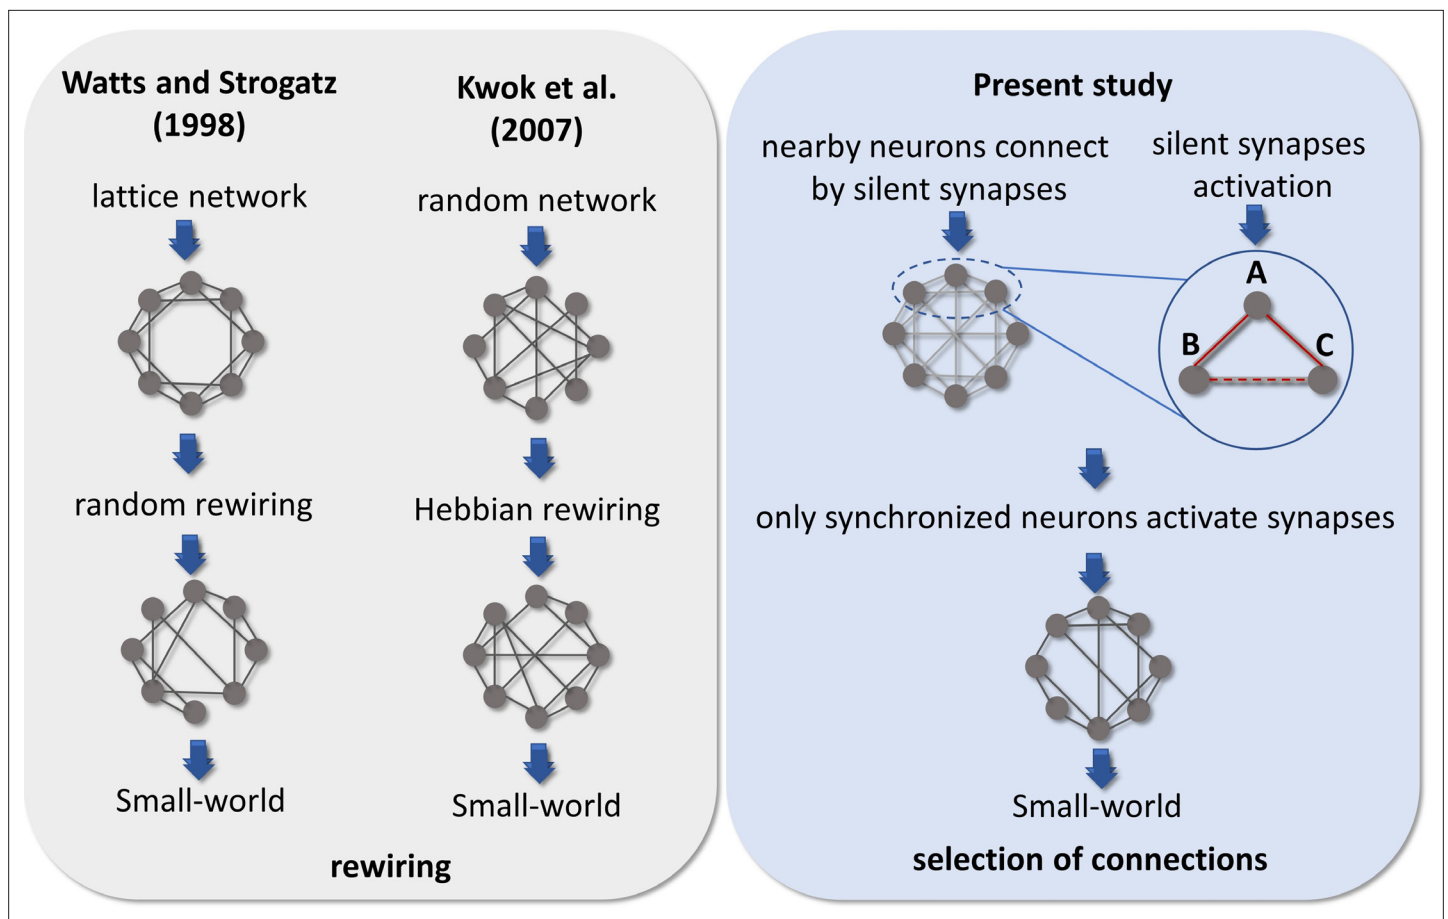 Watts and Strogatz
(1998)
lattice network
random rewiring
Small-world
Kwok et al.
(2007)
random network
Hebbian rewiring
Small-world
rewiring
Present study
nearby neurons connect
by silent synapses
silent synapses
activation
A
B
C
only synchronized neurons activate synapses
Small-world
selection of connections